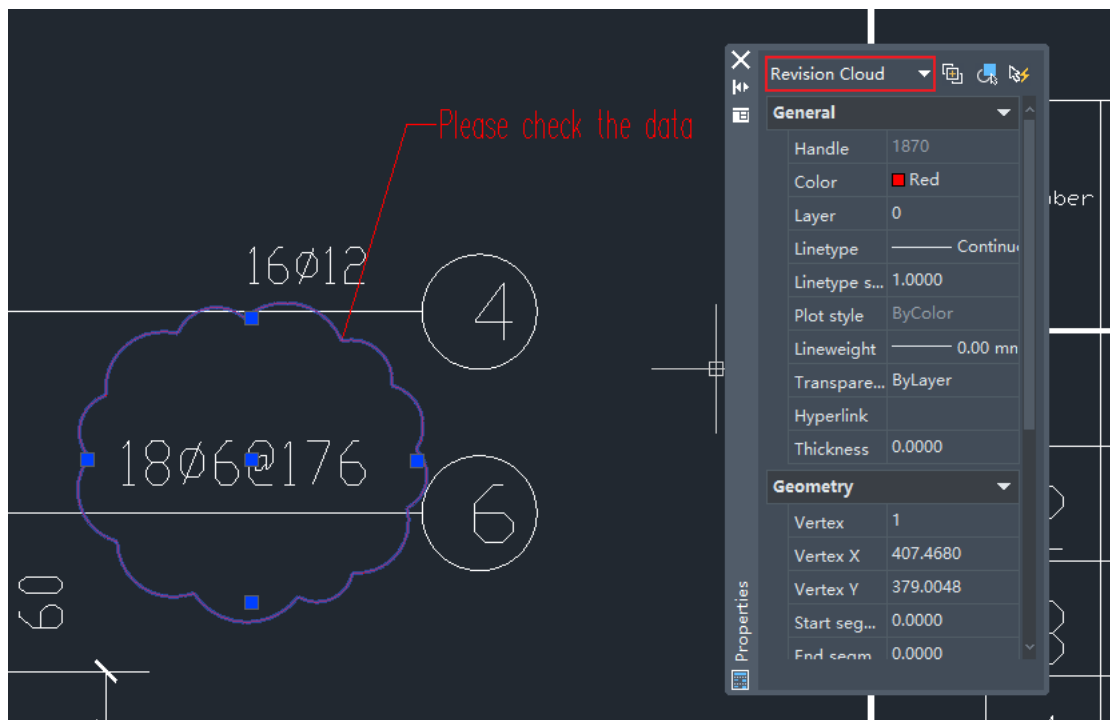 Please check the data
16Ø12
4
18Ø6@176
6
60
Revision Cloud
General
Handle 1870
Color Red
Layer 0
Linetype Continu
Linetype s... 1.0000
Plot style ByColor
Lineweight 0.00 mm
Transpare... ByLayer
Hyperlink
Thickness 0.0000
Geometry
Vertex 1
Vertex X 407.4680
Vertex Y 379.0048
Start seg... 0.0000
End segm 0.0000
Properties
ber